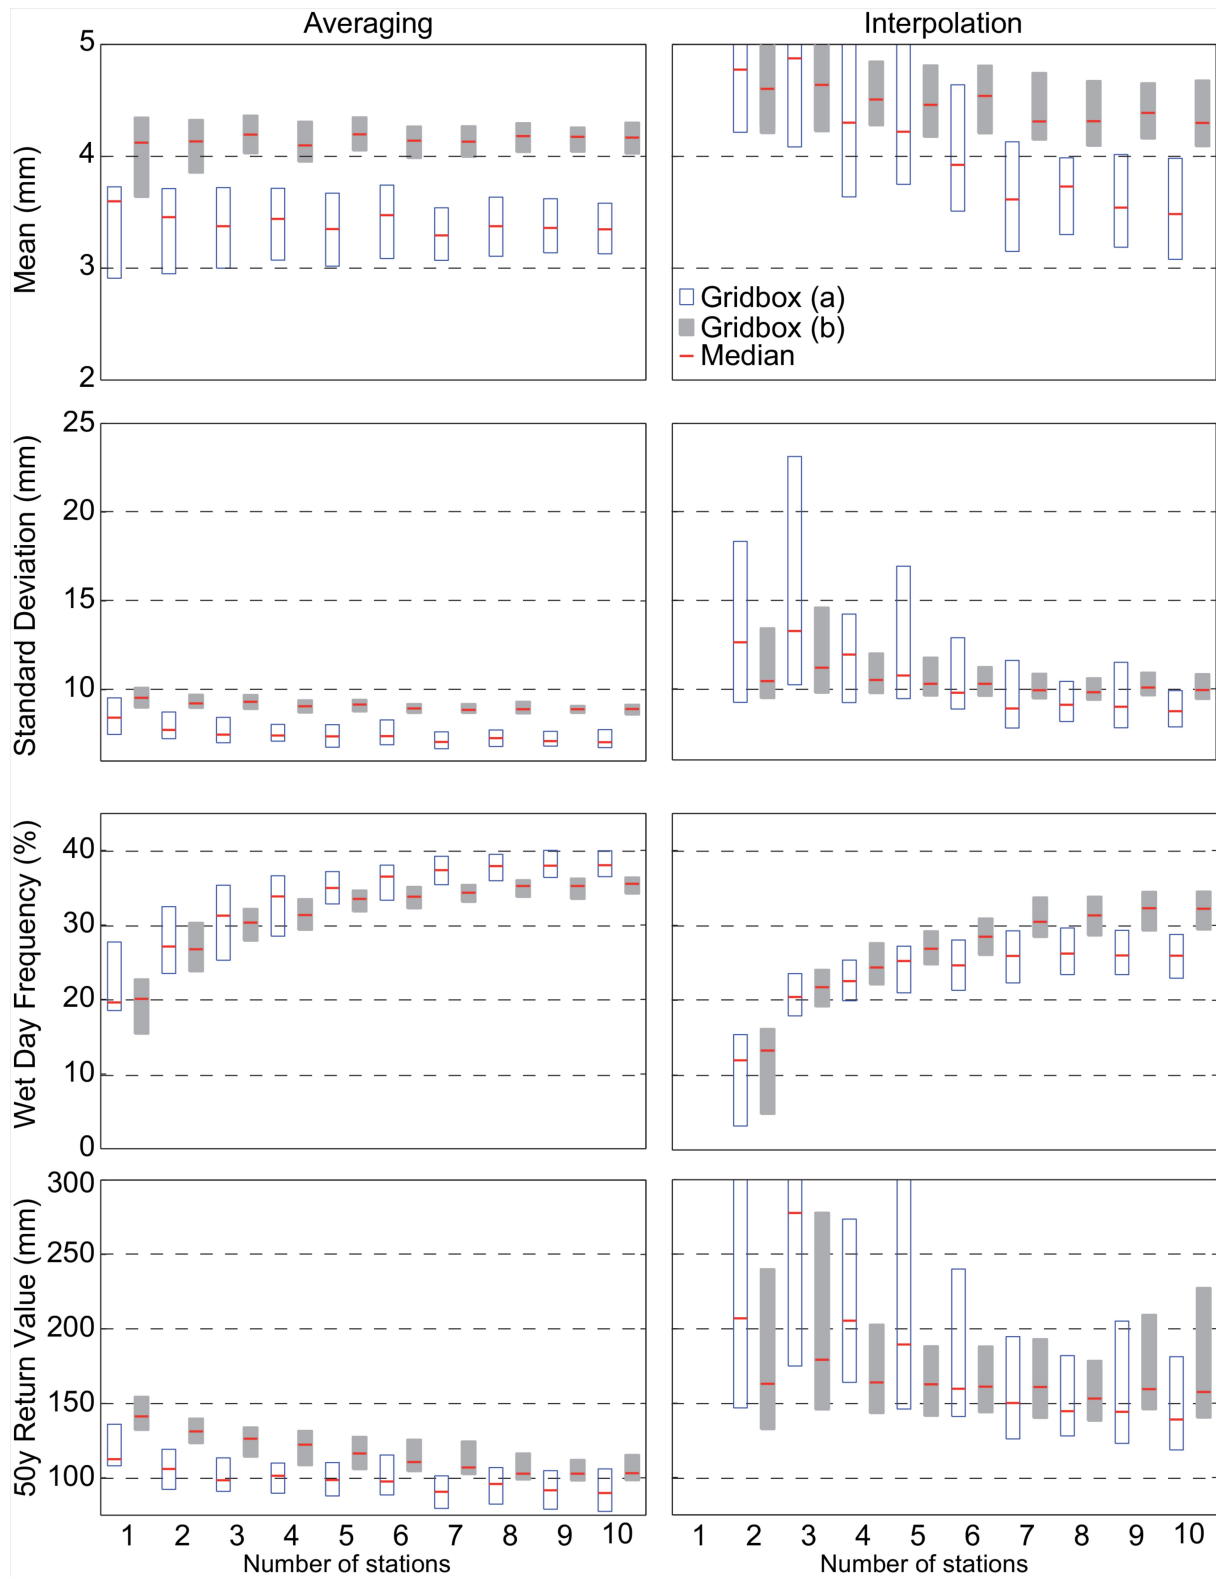 Averaging
Interpolation
Mean (mm)
5
4
3
2
Gridbox (a)
Gridbox (b)
Median
Standard Deviation (mm)
25
20
15
10
Wet Day Frequency (%)
40
30
20
10
0
50y Return Value (mm)
300
250
200
150
100
1 2 3 4 5 6 7 8 9 10
1 2 3 4 5 6 7 8 9 10
Number of stations
Number of stations